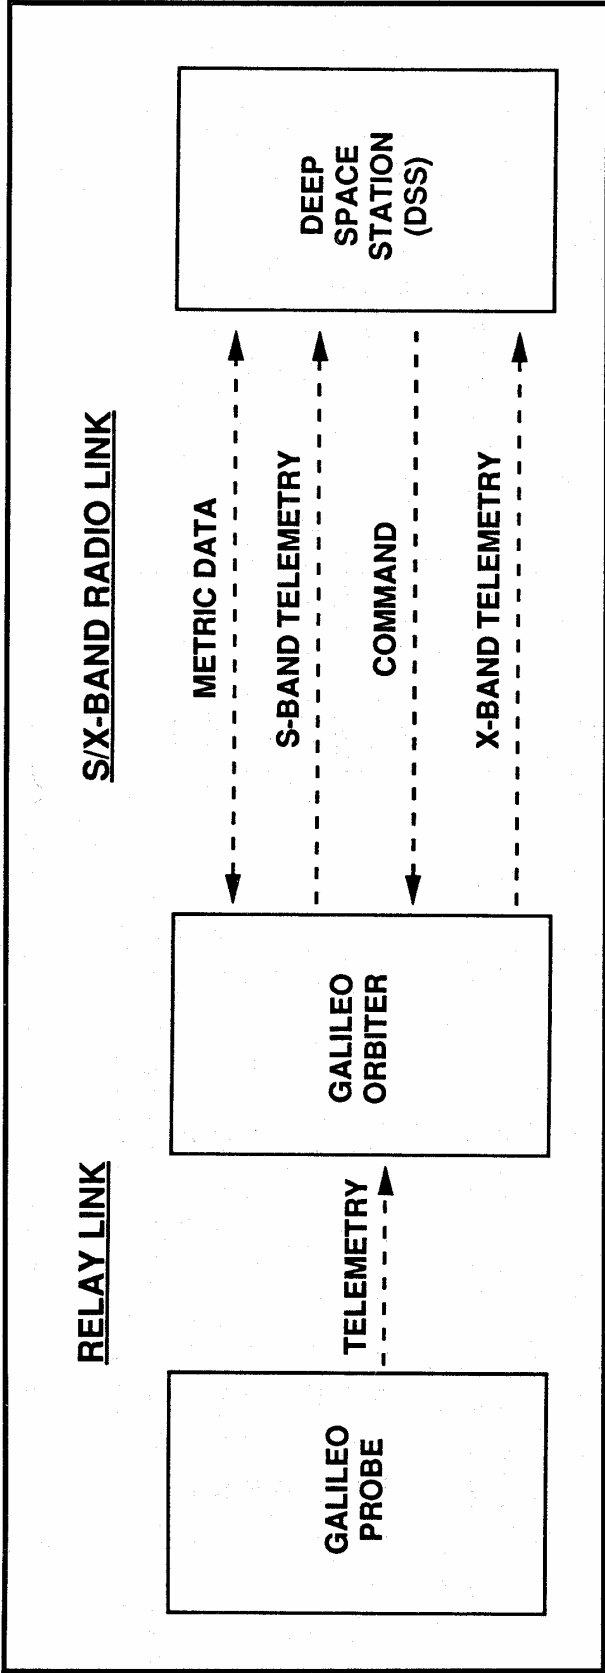 RELAY LINK
S/X-BAND RADIO LINK
GALILEO
PROBE
TELEMETRY
GALILEO
ORBITER
METRIC DATA
S-BAND TELEMETRY
COMMAND
X-BAND TELEMETRY
DEEP
SPACE
STATION
(DSS)